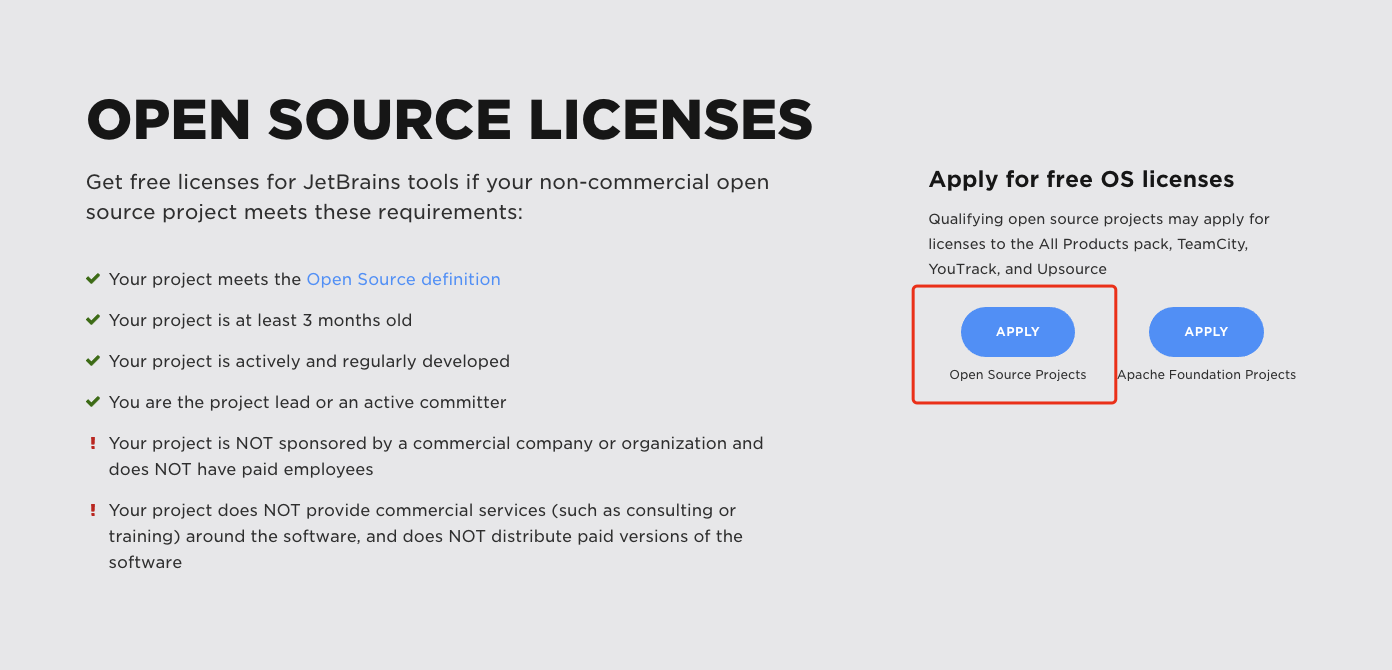 OPEN SOURCE LICENSES
Get free licenses for JetBrains tools if your non-commercial open
source project meets these requirements:
Your project meets the Open Source definition
Your project is at least 3 months old
Your project is actively and regularly developed
You are the project lead or an active committer
Your project is NOT sponsored by a commercial company or organization and
does NOT have paid employees
Your project does NOT provide commercial services (such as consulting or
training) around the software, and does NOT distribute paid versions of the
software
Apply for free OS licenses
Qualifying open source projects may apply for
licenses to the All Products pack, TeamCity,
YouTrack, and Upsource
APPLY
Open Source Projects
APPLY
Apache Foundation Projects